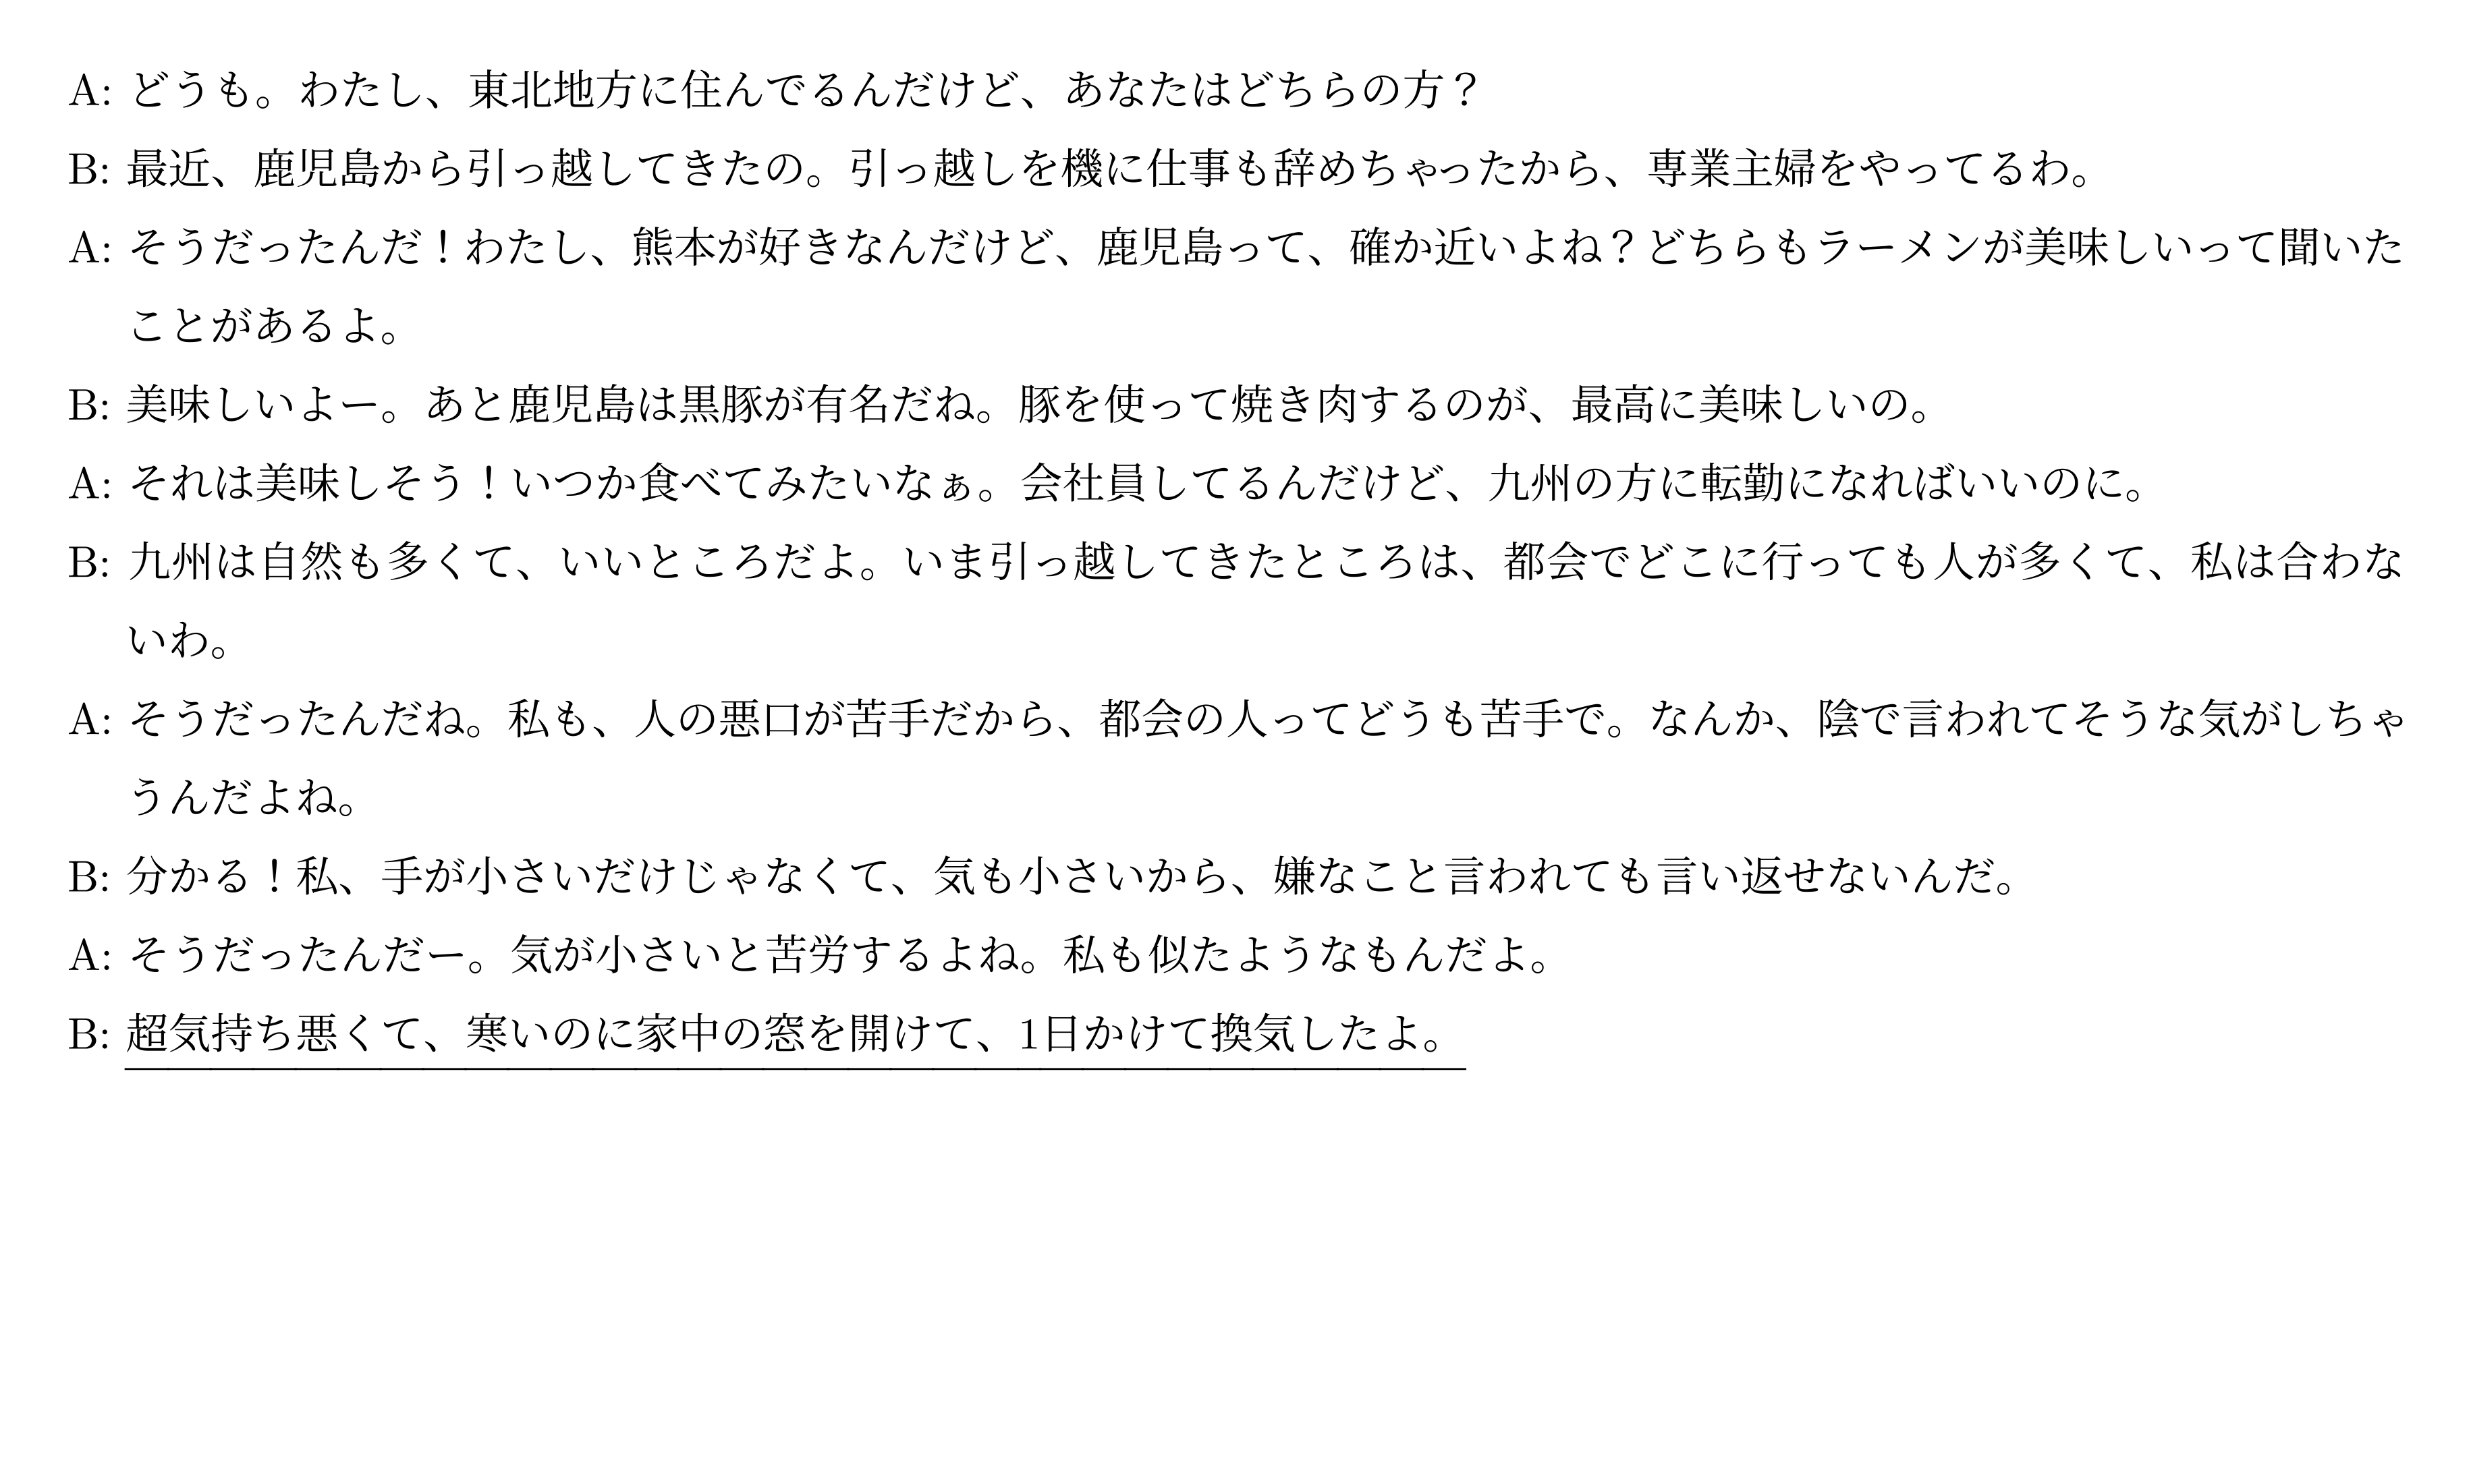 A: どうも。わたし、東北地方に住んでるんだけど、あなたはどちらの方？
B: 最近、鹿児島から引っ越してきたの。引っ越しを機に仕事も辞めちゃったから、専業主婦をやってるわ。
A: そうだったんだ！わたし、熊本が好きなんだけど、鹿児島って、確か近いよね？どちらもラーメンが美味しいって聞いた
ことがあるよ。
B: 美味しいよー。あと鹿児島は黒豚が有名だね。豚を使って焼き肉するのが、最高に美味しいの。
A: それは美味しそう！いつか食べてみたいなぁ。会社員してるんだけど、九州の方に転勤になればいいのに。
B: 九州は自然も多くて、いいところだよ。いま引っ越してきたところは、都会でどこに行っても人が多くて、私は合わな
いわ。
A: そうだったんだね。私も、人の悪口が苦手だから、都会の人ってどうも苦手で。なんか、陰で言われてそうな気がしちゃ
うんだよね。
B: 分かる！私、手が小さいだけじゃなくて、気も小さいから、嫌なこと言われても言い返せないんだ。
A: そうだったんだー。気が小さいと苦労するよね。私も似たようなもんだよ。
B: 超気持ち悪くて、寒いのに家中の窓を開けて、1日かけて換気したよ。